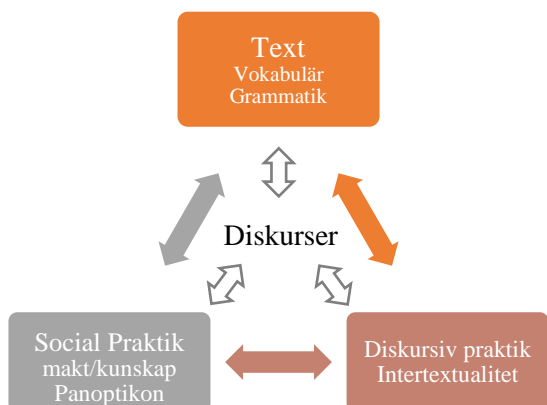 Text
Vokabulär
Grammatik
Diskurser
Social Praktik
makt/kunskap
Panoptikon
Diskursiv praktik
Intertextualitet